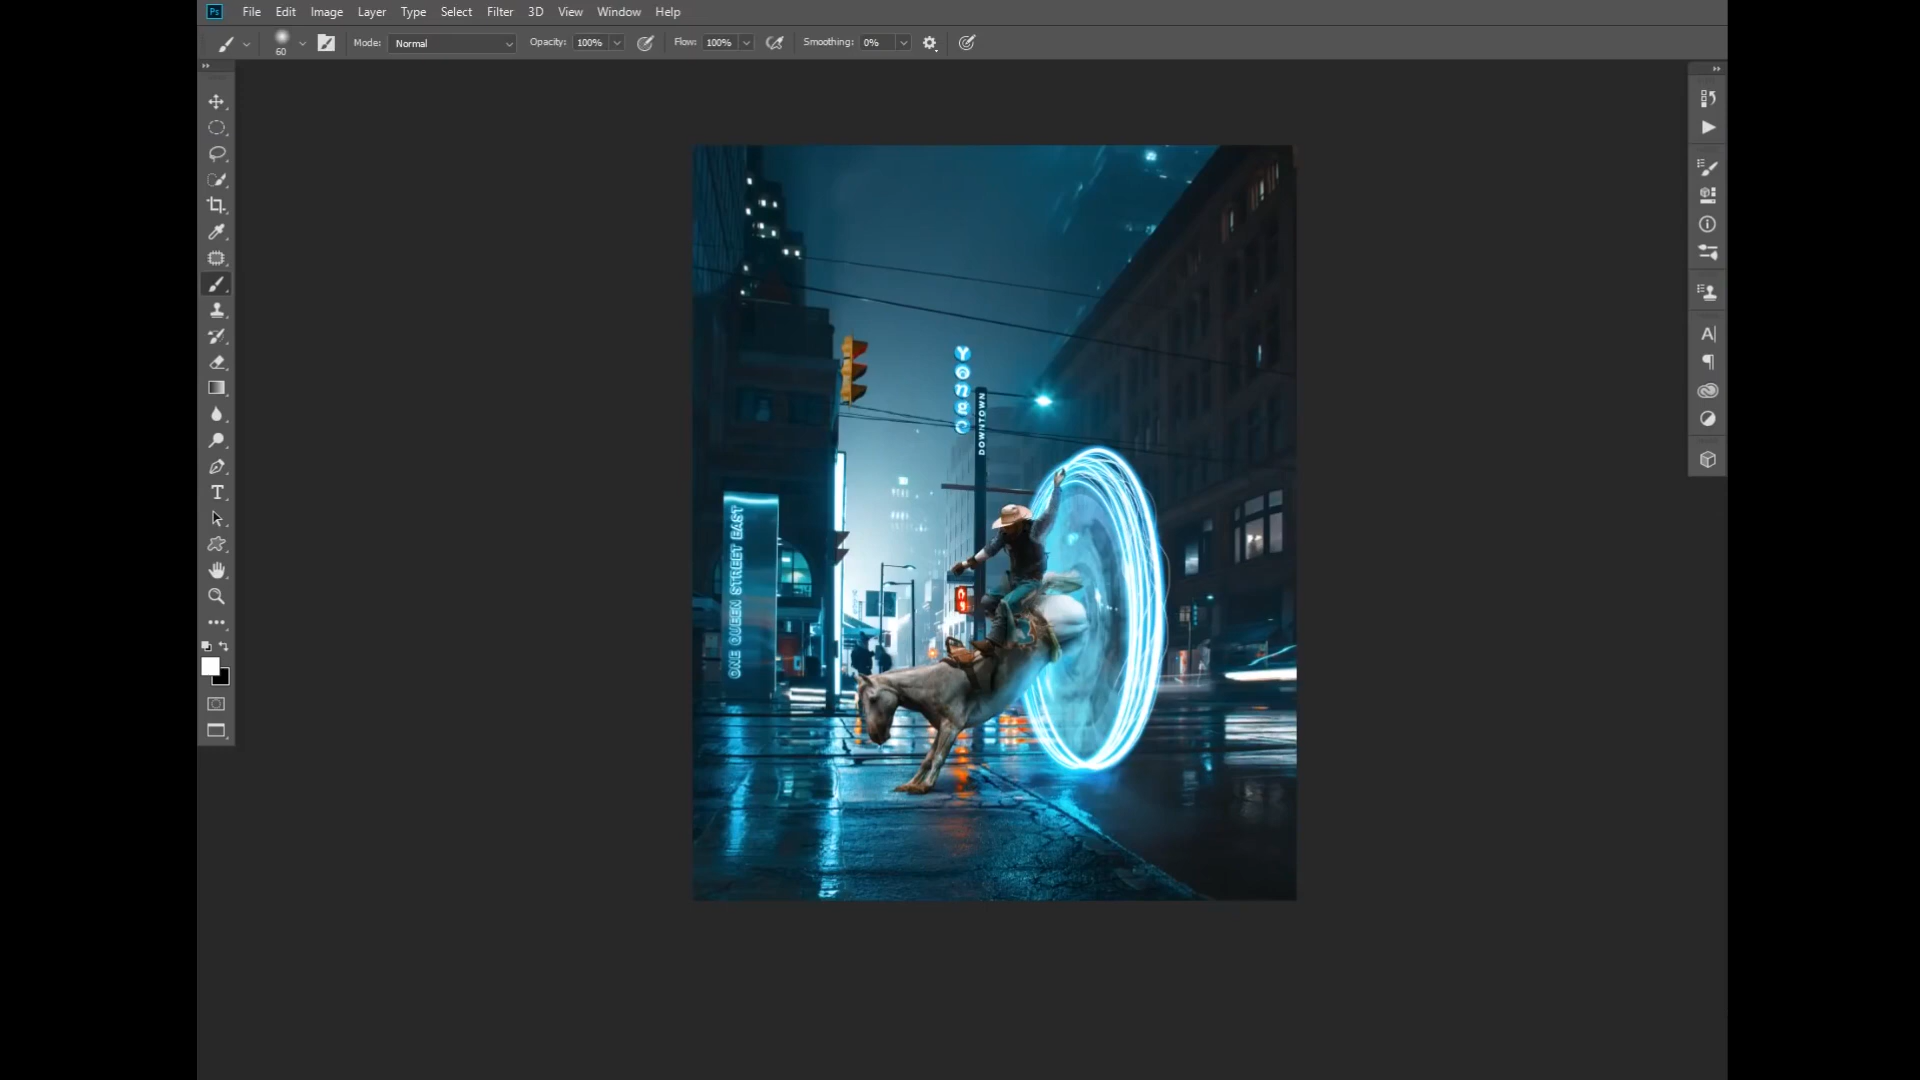 Ps File Edit Image Layer Type Select Filter 3D View Window Help
60 Mode: Normal Opacity: 100% Flow: 100% Smoothing: 0%
Yonge
DOWNTOWN
ONE QUEEN STREET EAST